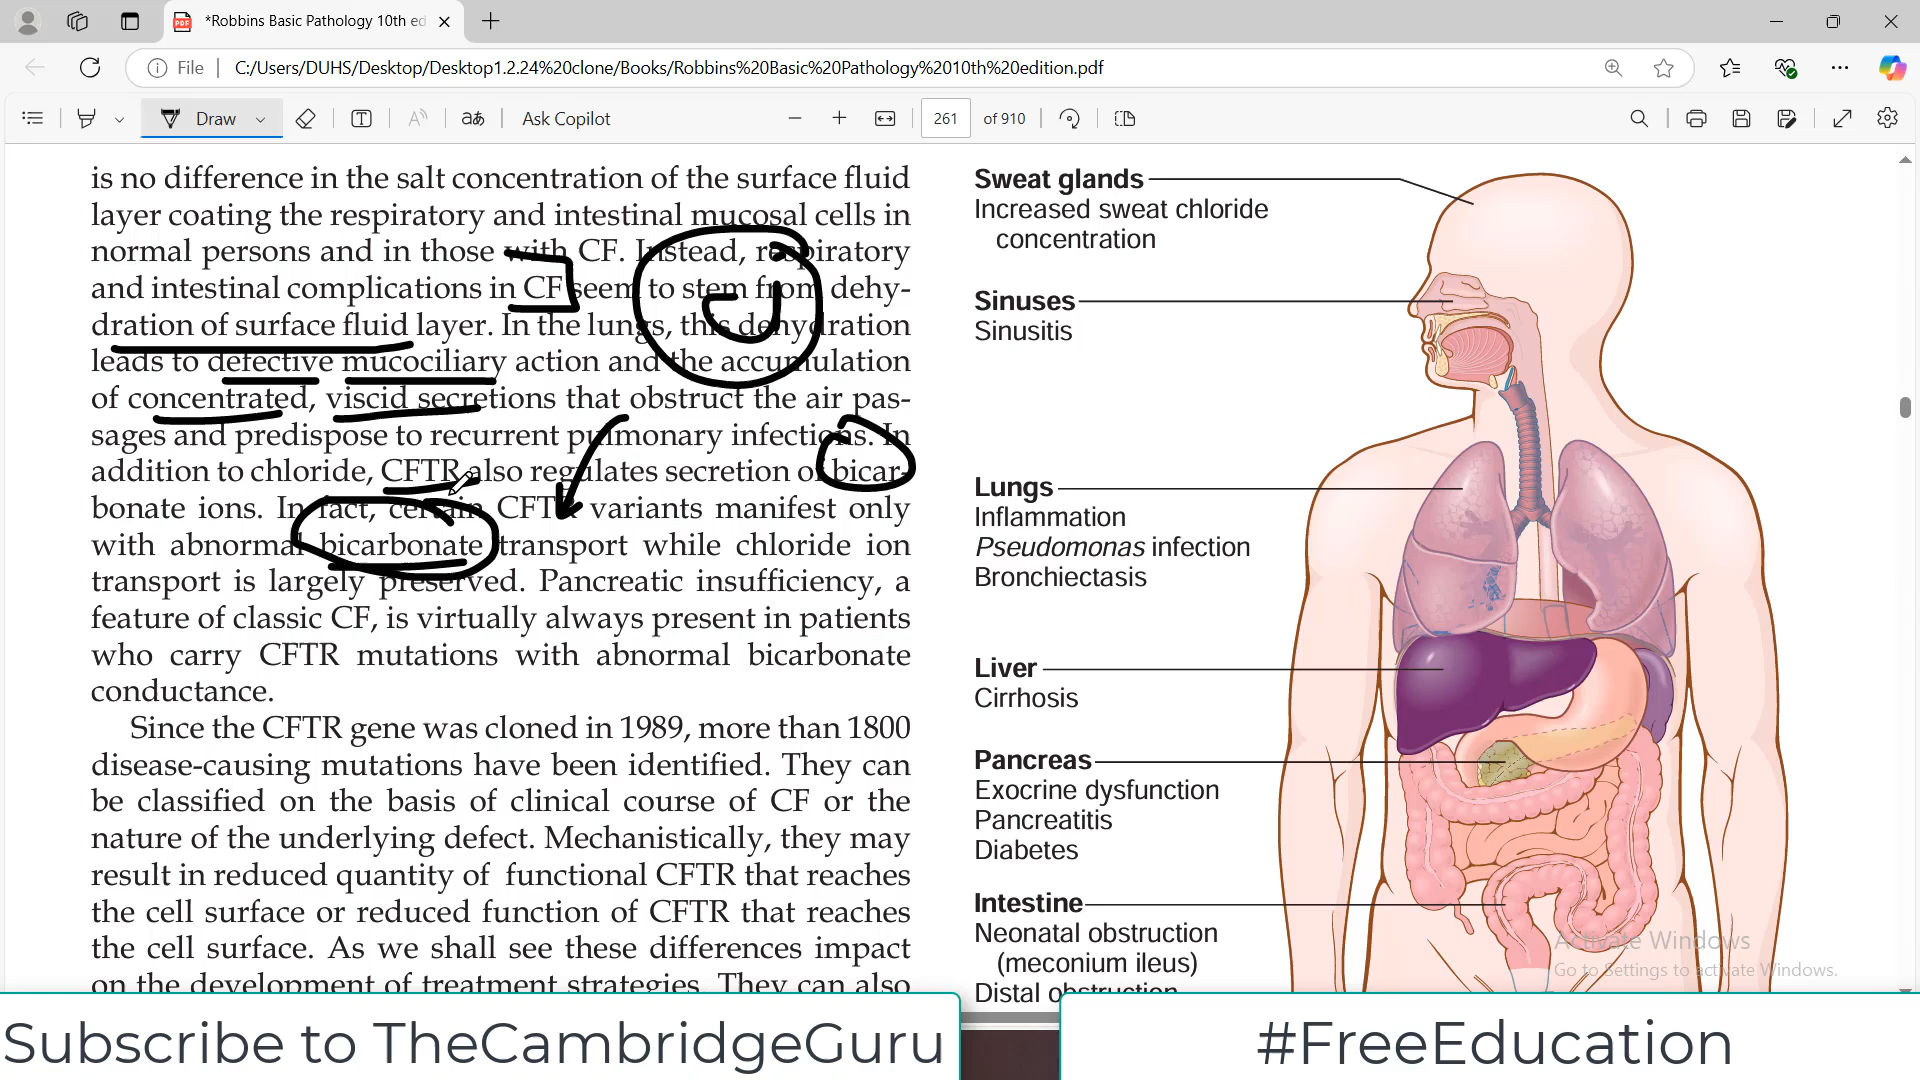 *Robbins Basic Pathology 10th ed
File
C:/Users/DUHS/Desktop/Desktop1.2.24%20clone/Books/Robbins%20Basic%20Pathology%2010th%20edition.pdf
Draw
aあ
Ask Copilot
261 of 910
is no difference in the salt concentration of the surface fluid
layer coating the respiratory and intestinal mucosal cells in
normal persons and in those with CF. Instead, respiratory
and intestinal complications in CF seem to stem from dehy-
dration of surface fluid layer. In the lungs, this dehydration
leads to defective mucociliary action and the accumulation
of concentrated, viscid secretions that obstruct the air pas-
sages and predispose to recurrent pulmonary infections. In
addition to chloride, CFTR also regulates secretion of bicar-
bonate ions. In fact, certain CFTR variants manifest only
with abnormal bicarbonate transport while chloride ion
transport is largely preserved. Pancreatic insufficiency, a
feature of classic CF, is virtually always present in patients
who carry CFTR mutations with abnormal bicarbonate
conductance.
Since the CFTR gene was cloned in 1989, more than 1800
disease-causing mutations have been identified. They can
be classified on the basis of clinical course of CF or the
nature of the underlying defect. Mechanistically, they may
result in reduced quantity of functional CFTR that reaches
the cell surface or reduced function of CFTR that reaches
the cell surface. As we shall see these differences impact
on the development of treatment strategies. They can also
Sweat glands
Increased sweat chloride
concentration
Sinuses
Sinusitis
Lungs
Inflammation
Pseudomonas infection
Bronchiectasis
Liver
Cirrhosis
Pancreas
Exocrine dysfunction
Pancreatitis
Diabetes
Intestine
Neonatal obstruction
(meconium ileus)
Distal obstruction
Activate Windows
Go to Settings to activate Windows.
Subscribe to TheCambridgeGuru
#FreeEducation